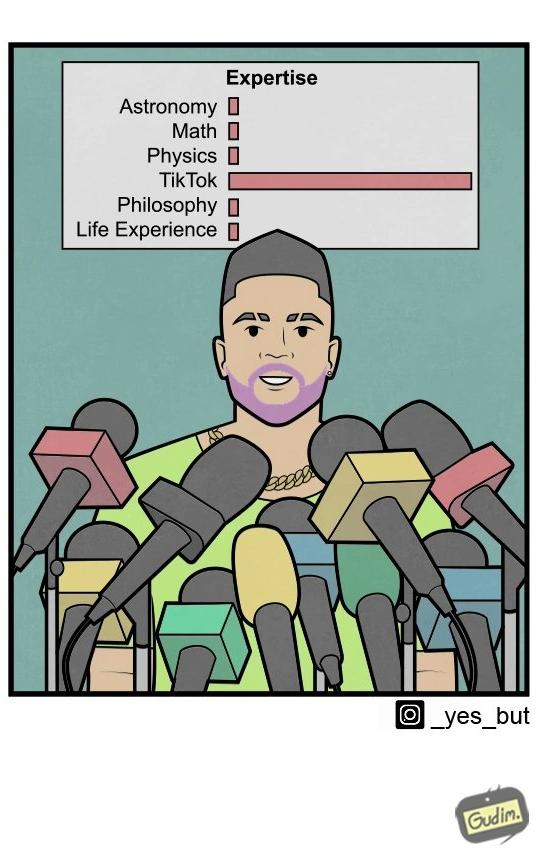 Expertise
Astronomy
Math
Physics
TikTok
Philosophy
Life Experience
_yes_but
Gudim.